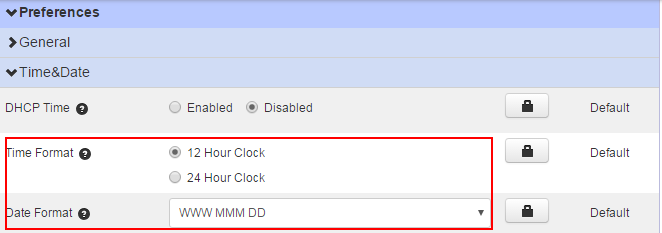 Preferences
General
Time&Date
DHCP Time ? Enabled Disabled Default
Time Format ? 12 Hour Clock Default
24 Hour Clock
Date Format ? WWW MMM DD Default